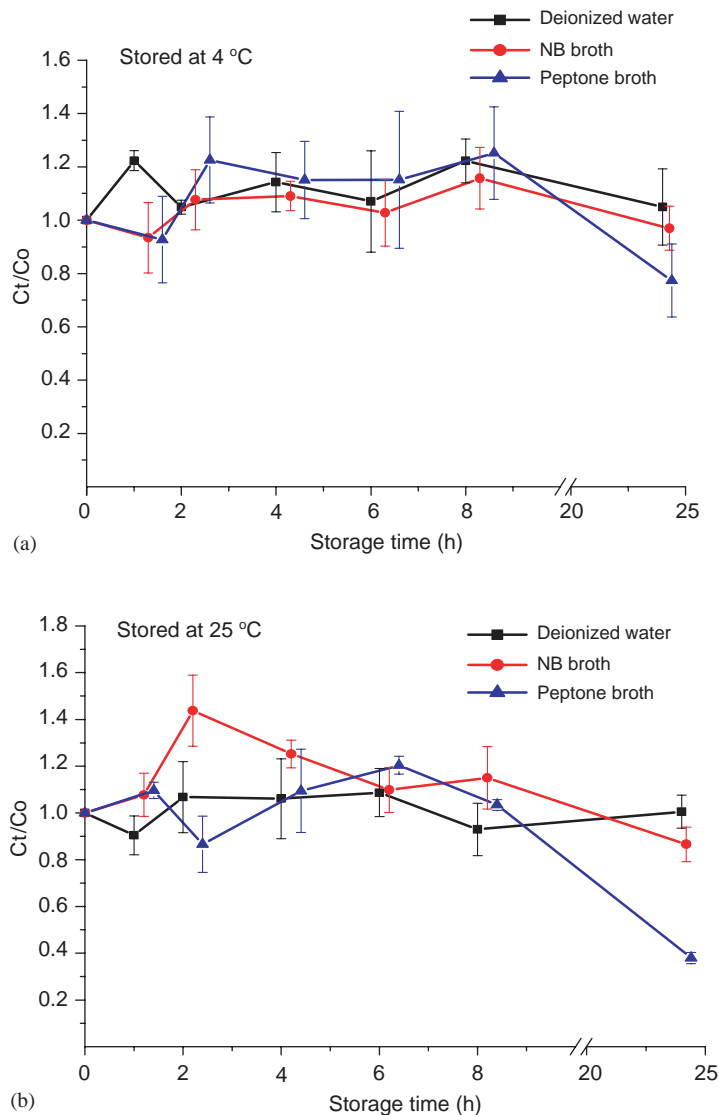 Deionized water
NB broth
Peptone broth
Stored at 4 °C
1.6
1.4
1.2
1.0
0.8
0.6
0.4
0.2
Ct/Co
0 2 4 6 8 20 25
Storage time (h)
(a)
Stored at 25 °C
Deionized water
NB broth
Peptone broth
1.8
1.6
1.4
1.2
1.0
0.8
0.6
0.4
0.2
Ct/Co
0 2 4 6 8 20 25
Storage time (h)
(b)